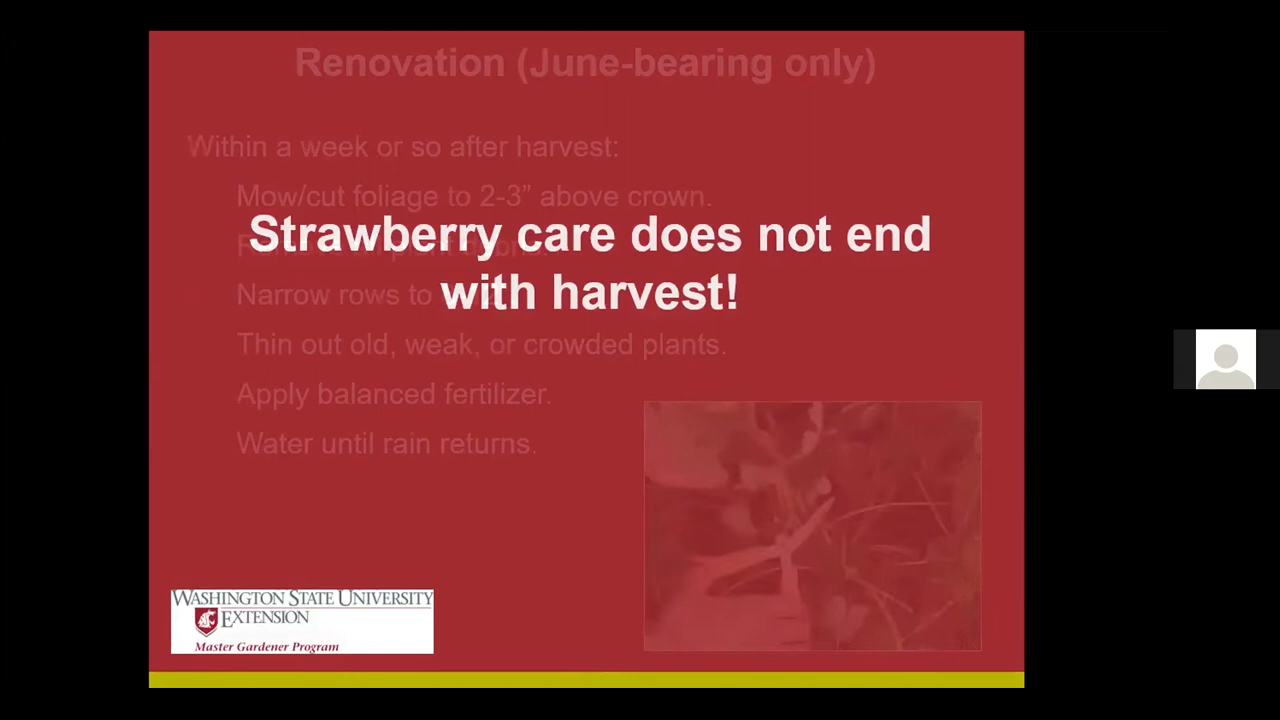 Renovation (June-bearing only)
Within a week or so after harvest:
Mow/cut foliage to 2-3” above crown.
Strawberry care does not end
with harvest!
Narrow rows to
Thin out old, weak, or crowded plants.
Apply balanced fertilizer.
Water until rain returns.
WASHINGTON STATE UNIVERSITY
EXTENSION
Master Gardener Program